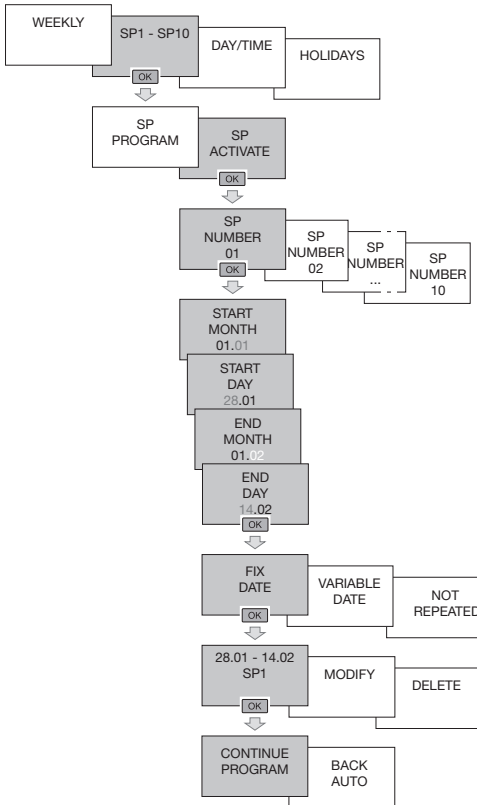 WEEKLY
SP1 - SP10
DAY/TIME
HOLIDAYS
OK
SP
PROGRAM
SP
ACTIVATE
OK
SP
NUMBER
01
OK
SP
NUMBER
02
SP
NUMBER
...
SP
NUMBER
10
START
MONTH
01.01
START
DAY
28.01
END
MONTH
01.02
END
DAY
14.02
OK
FIX
DATE
OK
VARIABLE
DATE
NOT
REPEATED
28.01 - 14.02
SP1
OK
MODIFY
DELETE
CONTINUE
PROGRAM
BACK
AUTO